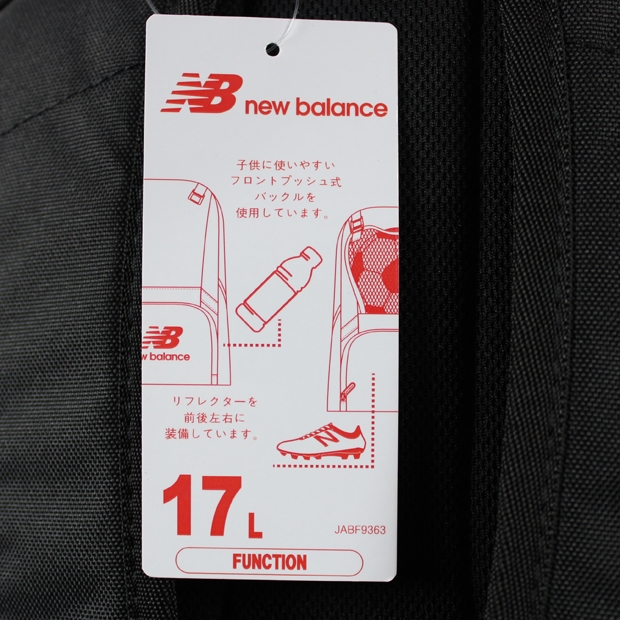 NB new balance
子供に使いやすい
フロントプッシュ式
バックルを
使用しています。
NB
w balance
リフレクターを
前後左右に
装備しています。
N
17L
JABF9363
FUNCTION